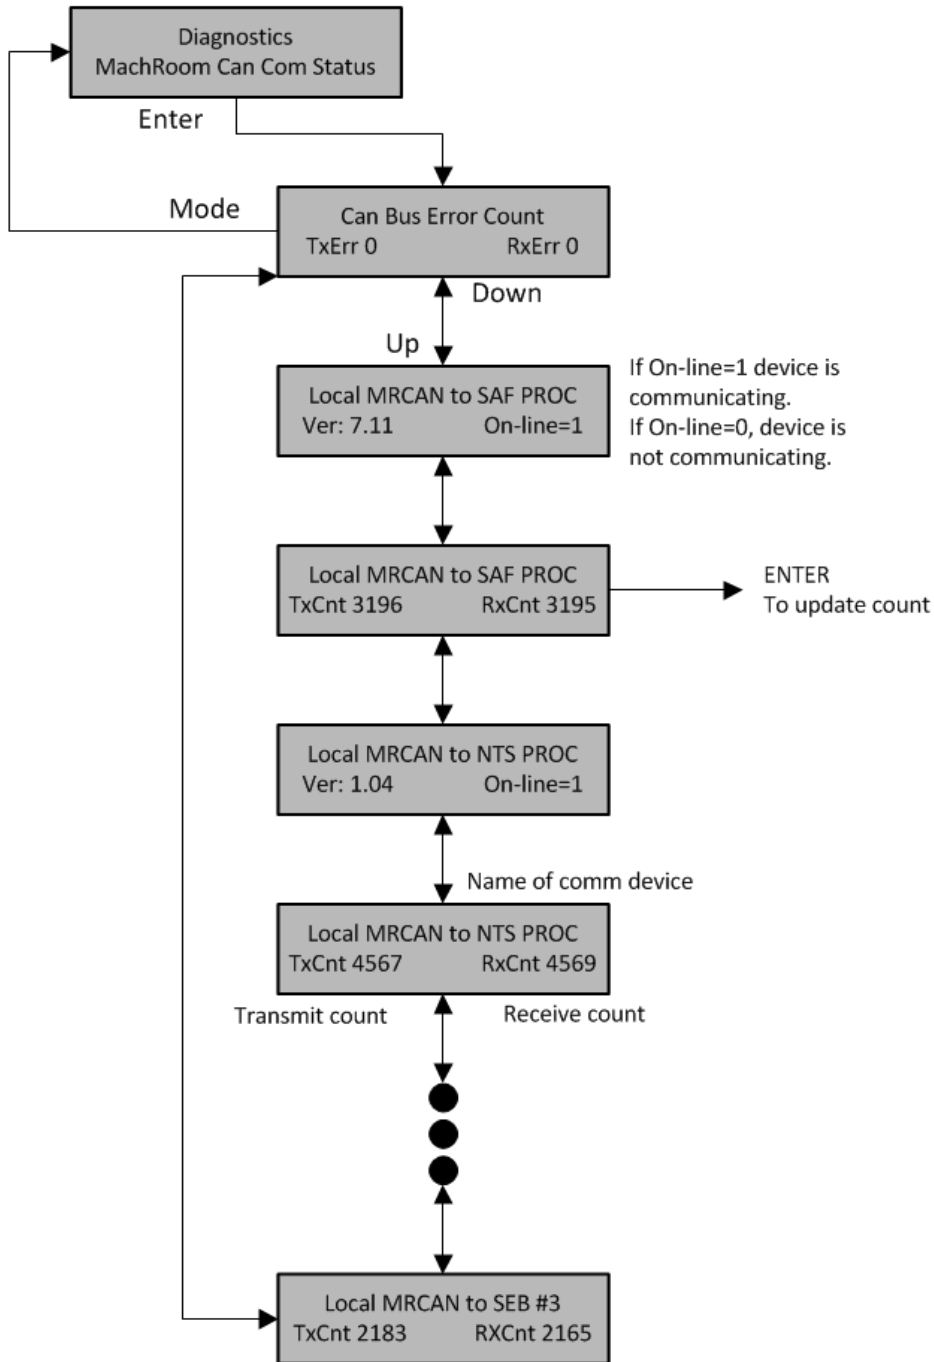 Diagnostics
MachRoom Can Com Status
Enter
Mode
Can Bus Error Count
TxErr 0 RxErr 0
Down
Up
Local MRCAN to SAF PROC
Ver: 7.11 On-line=1
If On-line=1 device is
communicating.
If On-line=0, device is
not communicating.
Local MRCAN to SAF PROC
TxCnt 3196 RxCnt 3195
ENTER
To update count
Local MRCAN to NTS PROC
Ver: 1.04 On-line=1
Name of comm device
Local MRCAN to NTS PROC
TxCnt 4567 RxCnt 4569
Transmit count Receive count
Local MRCAN to SEB #3
TxCnt 2183 RXCnt 2165